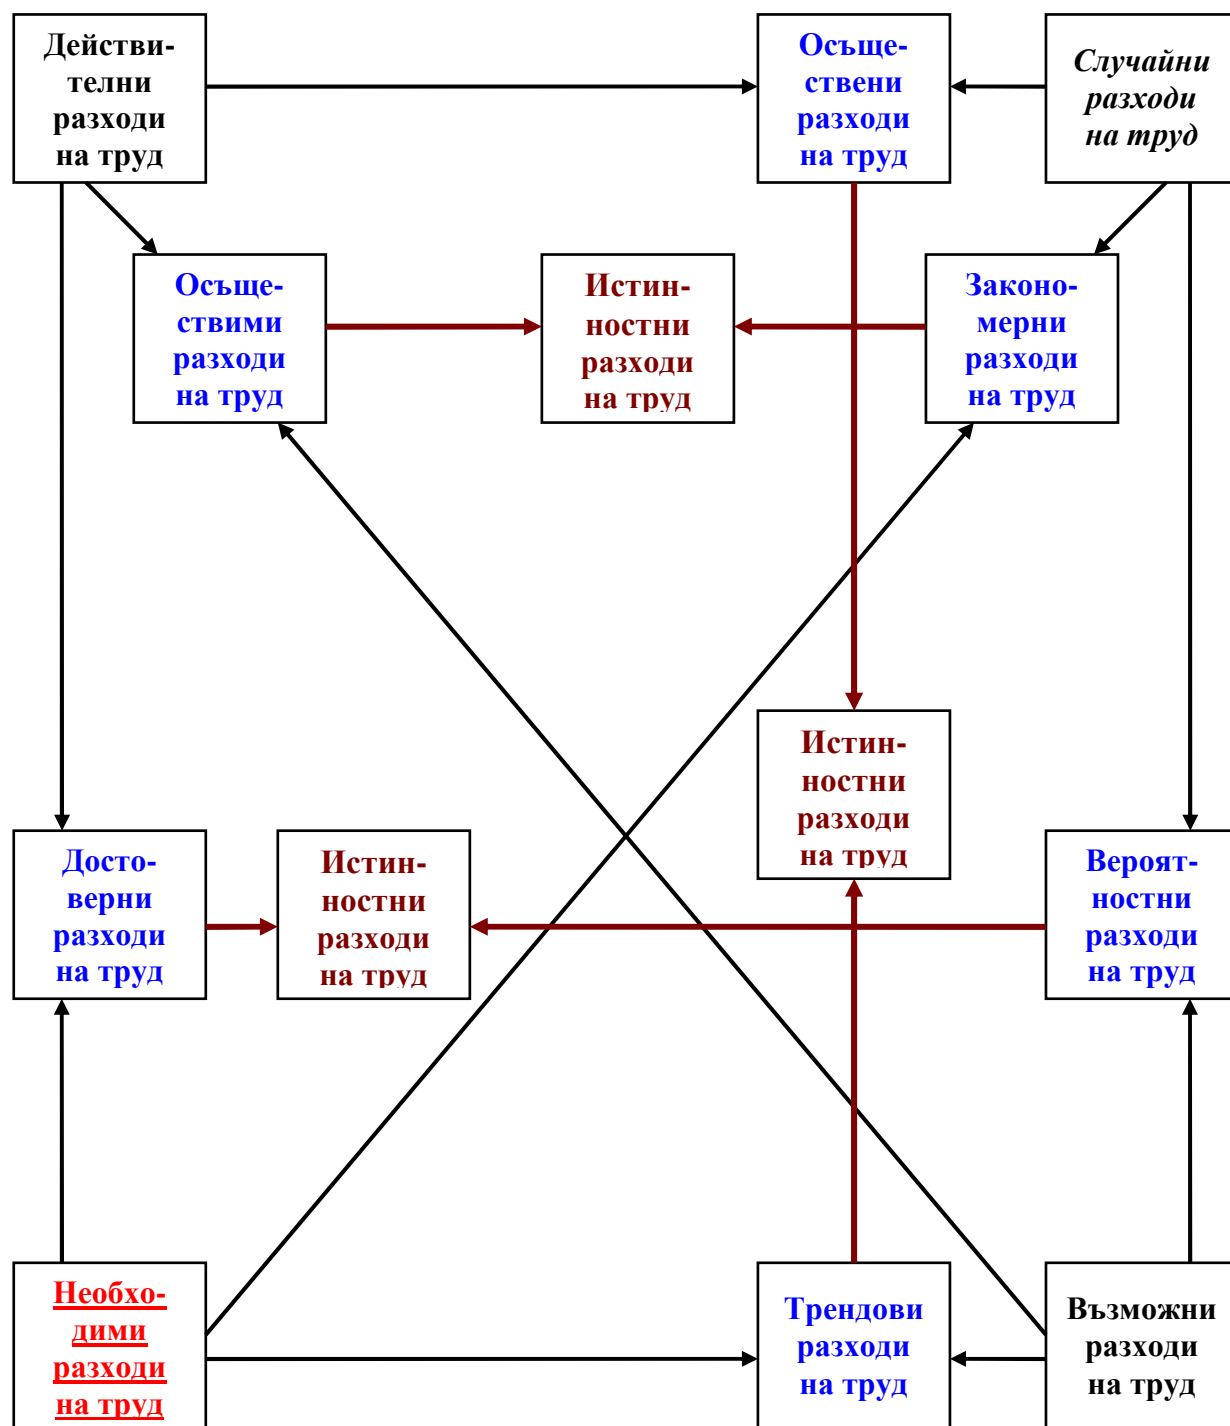 Действи-
телни
разходи
на труд
Осъще-
ствени
разходи
на труд
Случайни
разходи
на труд
Осъще-
ствими
разходи
на труд
Истин-
ностни
разходи
на труд
Законо-
мерни
разходи
на труд
Истин-
ностни
разходи
на труд
Досто-
верни
разходи
на труд
Истин-
ностни
разходи
на труд
Вероят-
ностни
разходи
на труд
Необхо-
дими
разходи
на труд
Трендови
разходи
на труд
Възможни
разходи
на труд